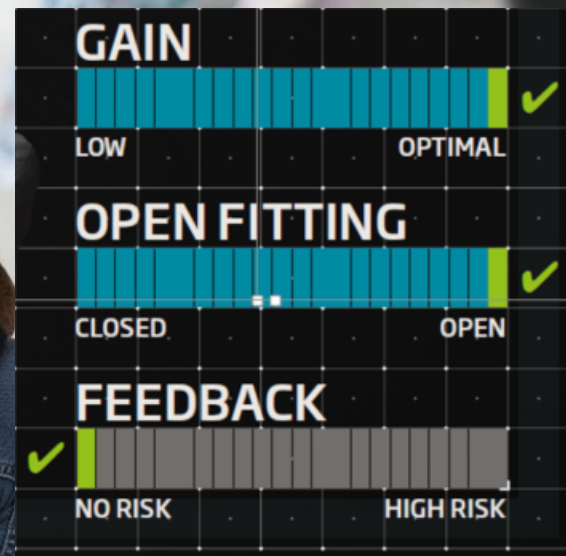 GAIN
LOW OPTIMAL
OPEN FITTING
CLOSED OPEN
FEEDBACK
NO RISK HIGH RISK